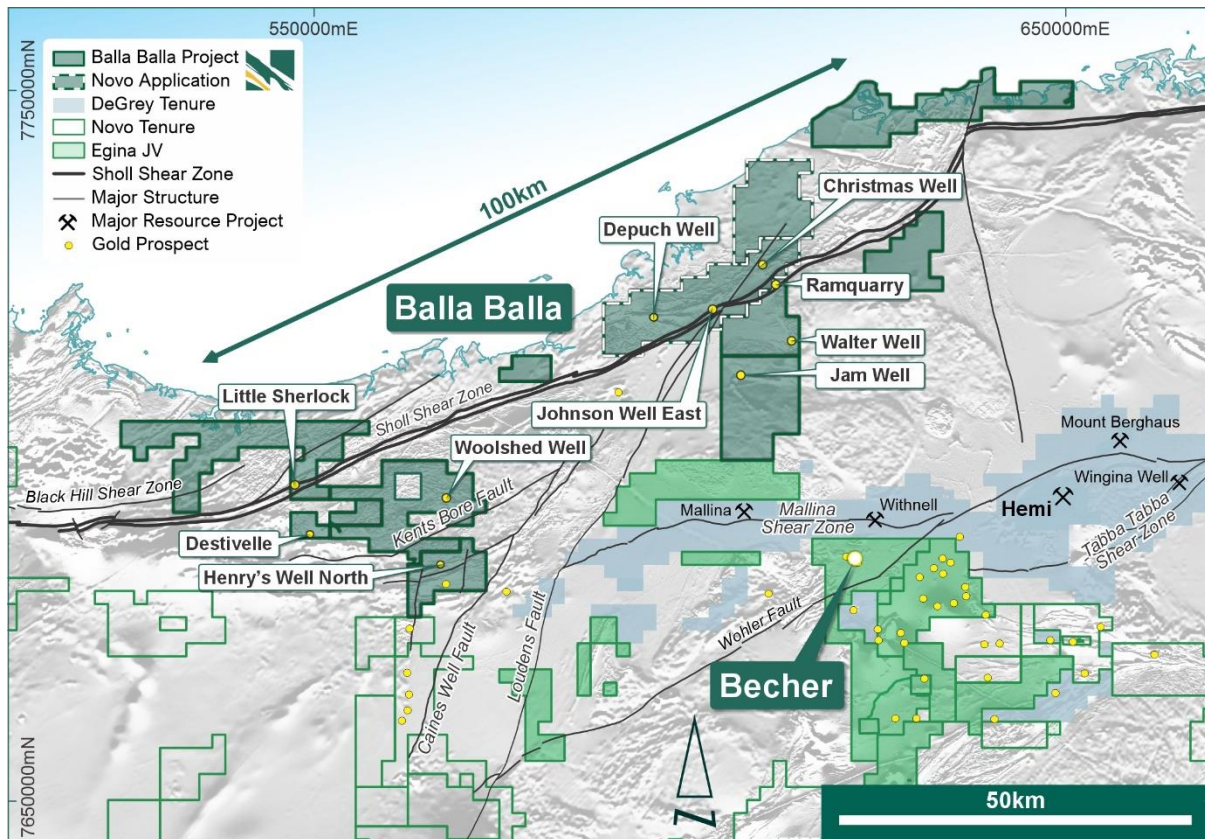 550000mE
650000mE
7750000mN
7650000mN
Balla Balla Project
Novo Application
DeGrey Tenure
Novo Tenure
Egina JV
Sholl Shear Zone
Major Structure
Major Resource Project
Gold Prospect
100km
Christmas Well
Depuch Well
Balla Balla
Ramquarry
Walter Well
Jam Well
Little Sherlock
Sholl Shear Zone
Johnson Well East
Woolshed Well
Mount Berghaus
Black Hill Shear Zone
Kents Bore Fault
Mallina
Mallina
Shear Zone
Withnell
Hemi
Wingina Well
Tabba Tabba
Shear Zone
Destivelle
Henry's Well North
Caines Well Fault
Loudens Fault
Wohler Fault
Becher
N
50km